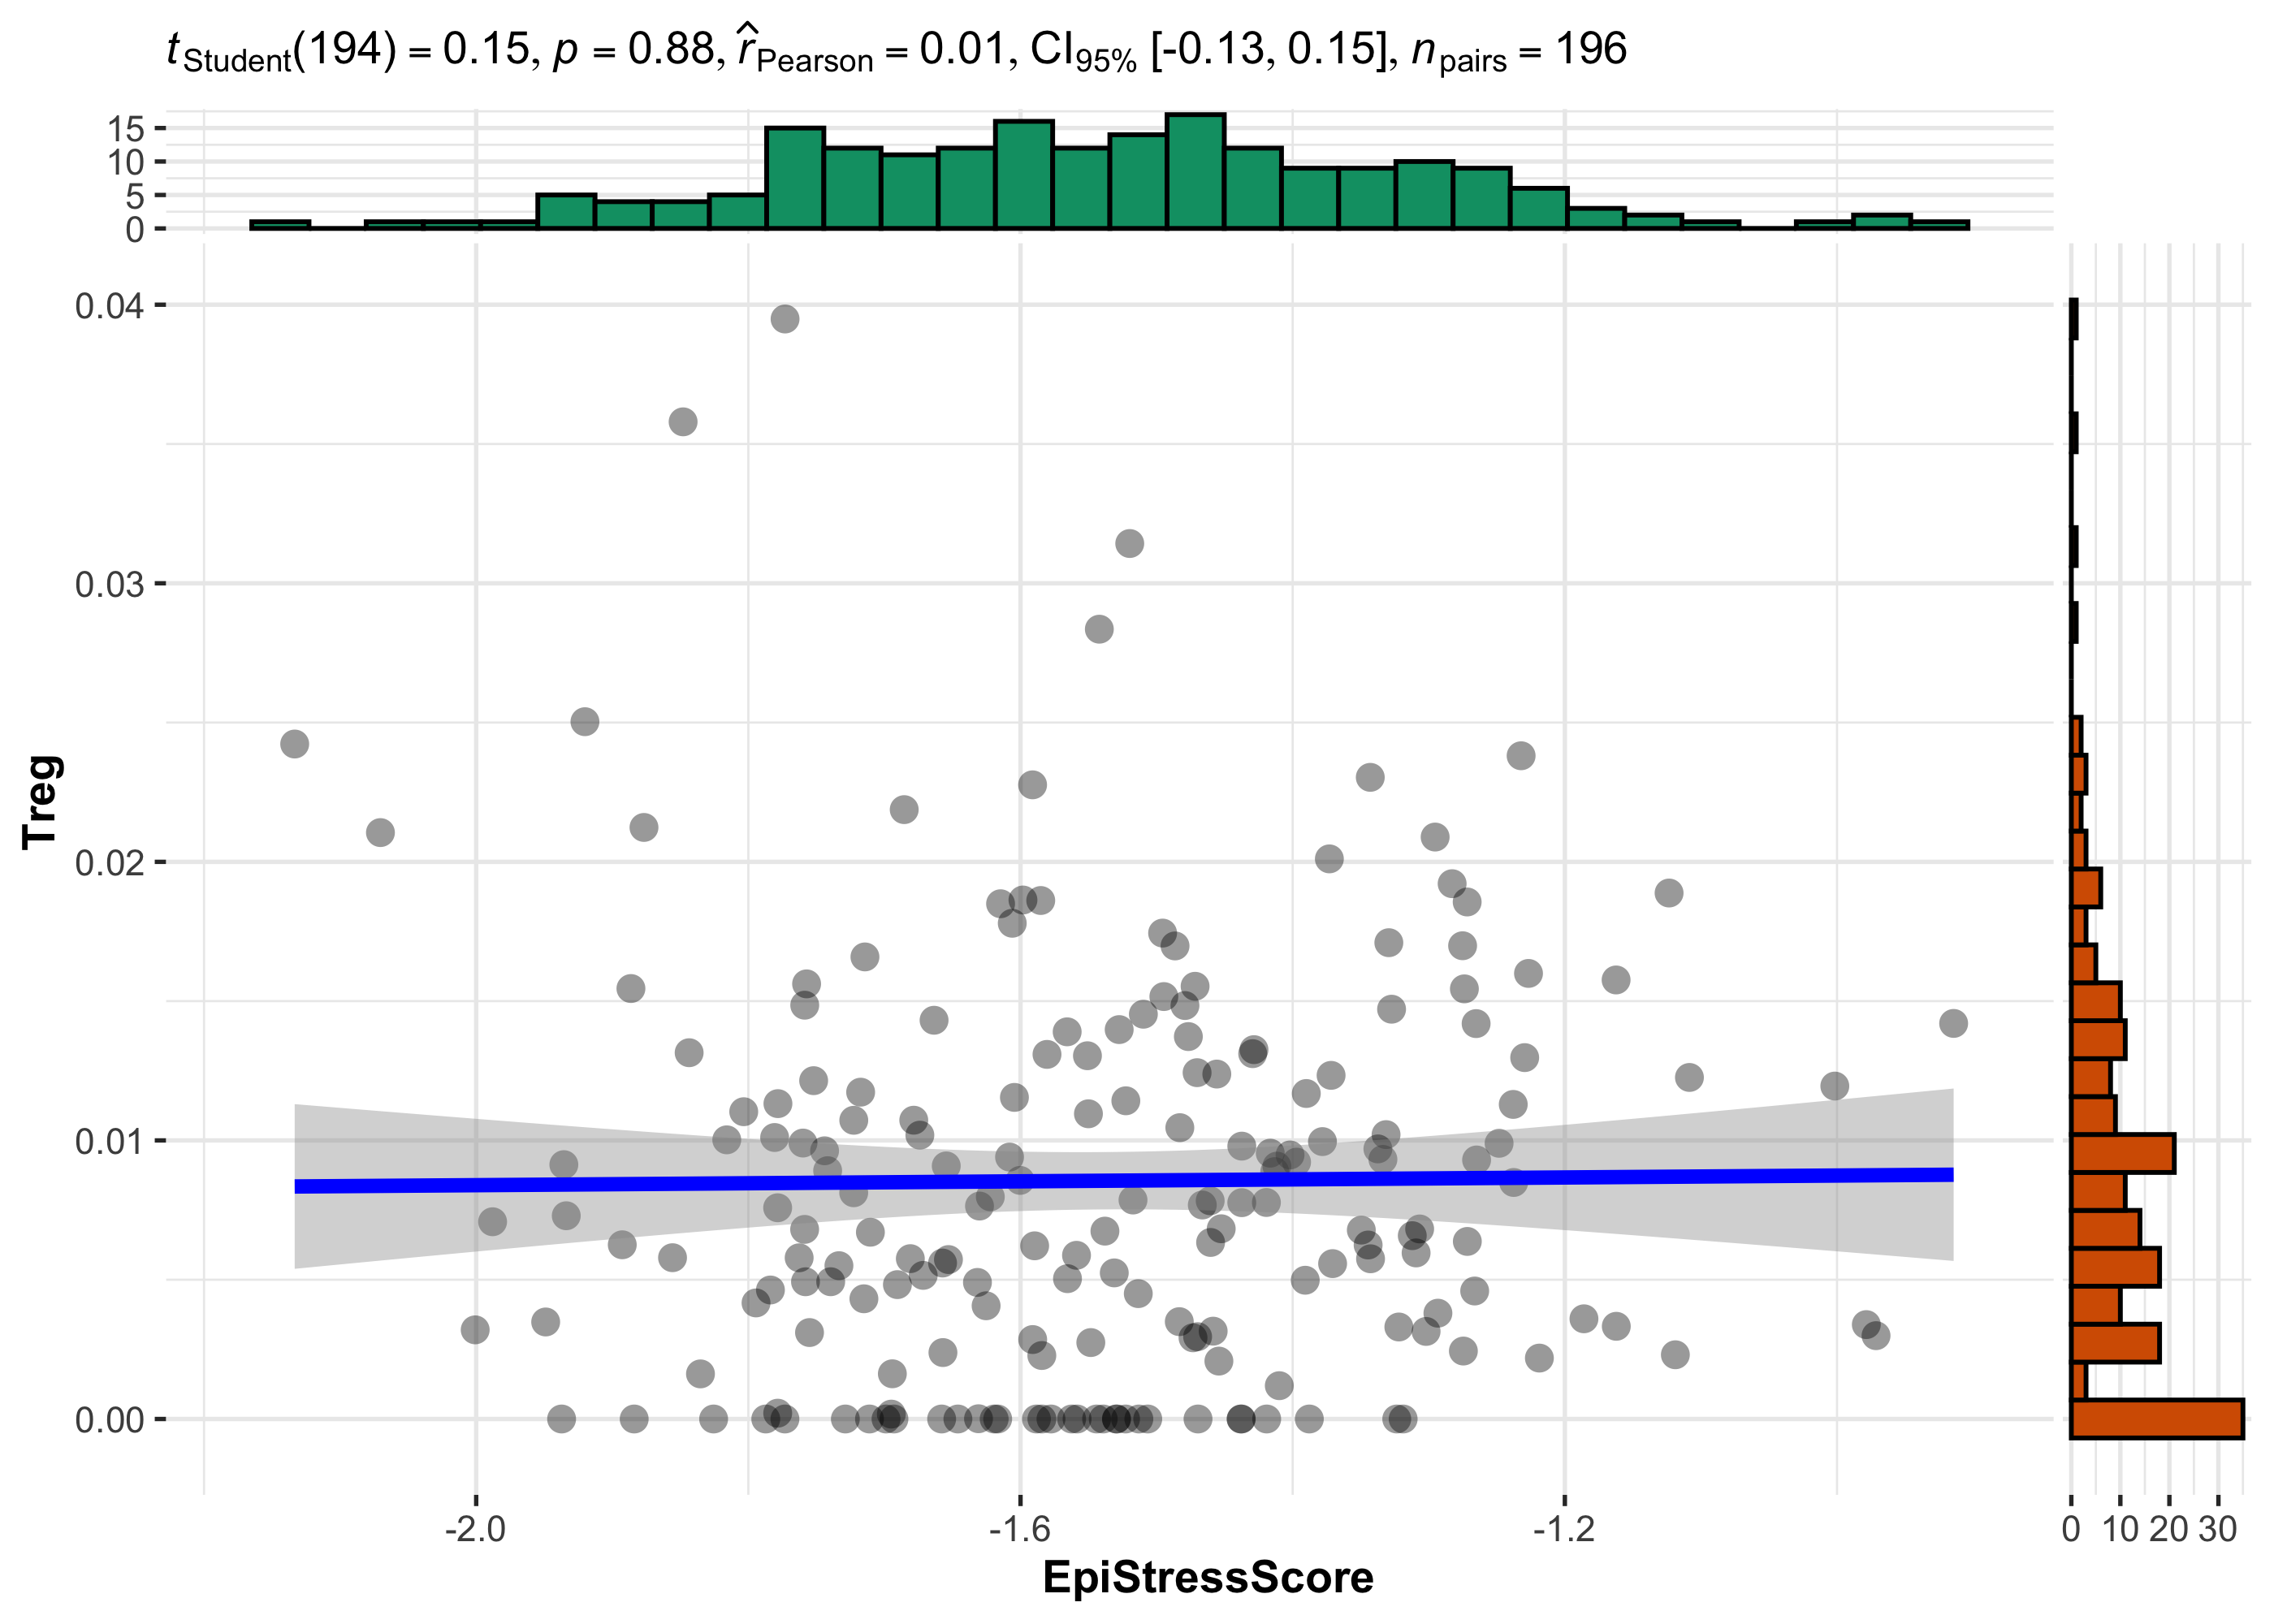 tStudent(194) = 0.15, p = 0.88, r̂Pearson = 0.01, CI95% [-0.13, 0.15], npairs = 196
15
10
5
0
0.04
0.03
0.02
0.01
0.00
Treg
-2.0 -1.6 -1.2
0 10 20 30
EpiStressScore